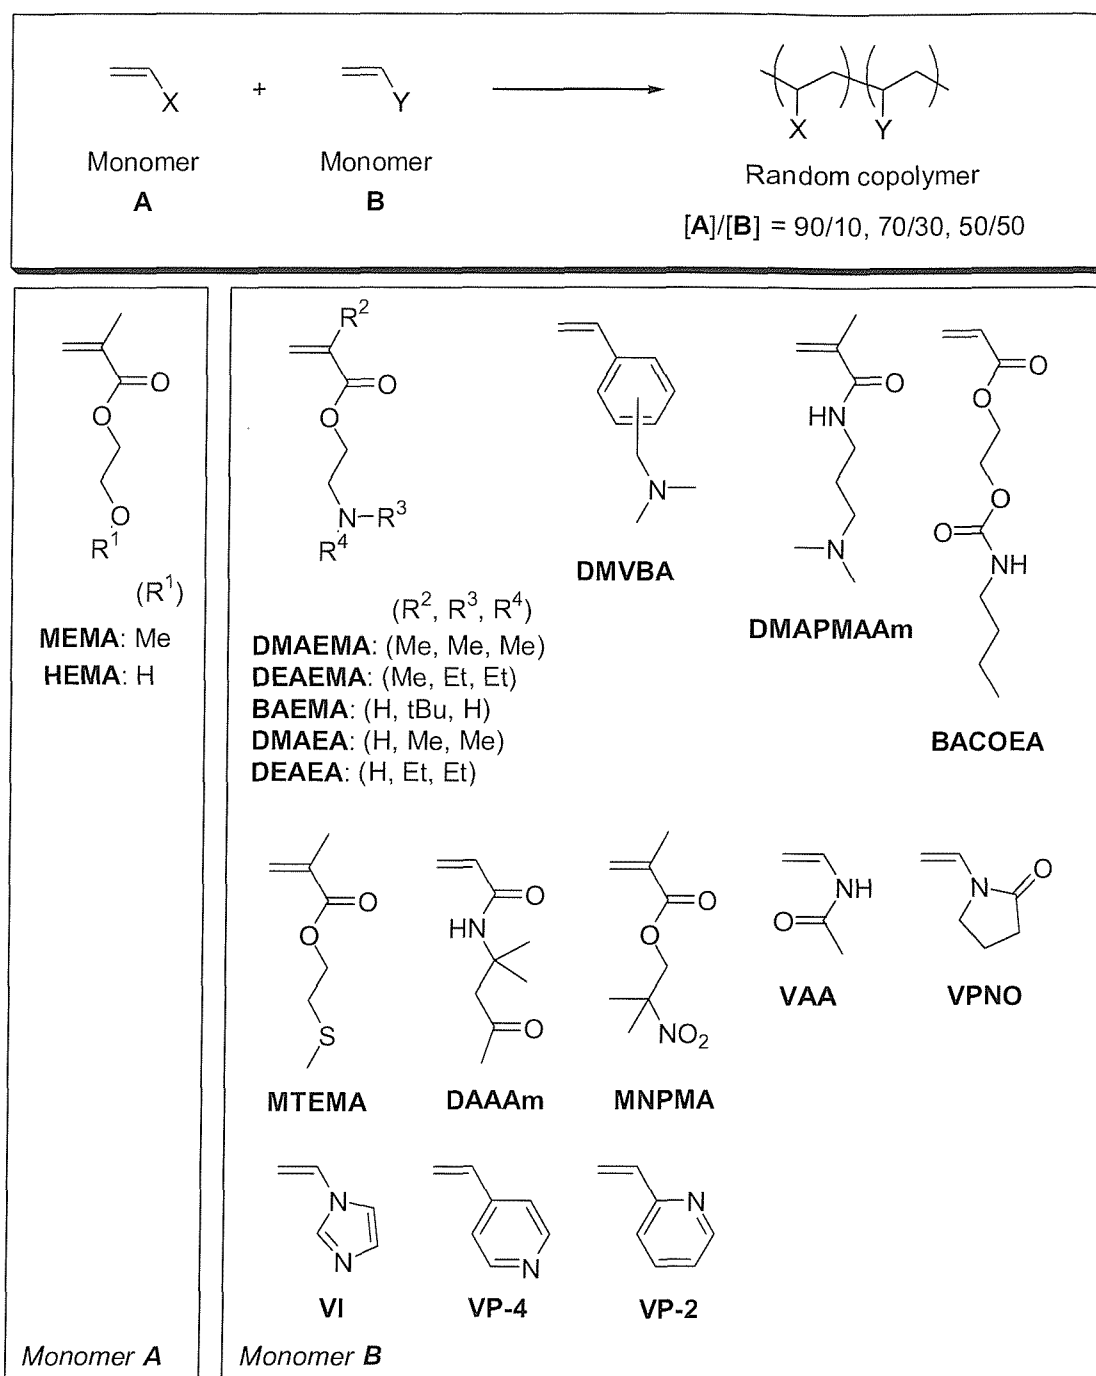 X + Y
Monomer Monomer
A B
X Y
Random copolymer
[A]/[B] = 90/10, 70/30, 50/50
O
O
O
R¹
(R¹)
MEMA: Me
HEMA: H
Monomer A
R²
O
O
N R³
R⁴
(R², R³, R⁴)
DMAEMA: (Me, Me, Me)
DEAEMA: (Me, Et, Et)
BAEMA: (H, tBu, H)
DMAEA: (H, Me, Me)
DEAEA: (H, Et, Et)
N
DMVBA
O
HN
N
DMAPMAAm
O
O
O
O
NH
BACOEA
O
O
S
MTEMA
O
HN
O
DAAAm
O
O
NO₂
MNPMA
NH
O
VAA
N O
VPNO
N
N
VI
N
VP-4
N
VP-2
Monomer B